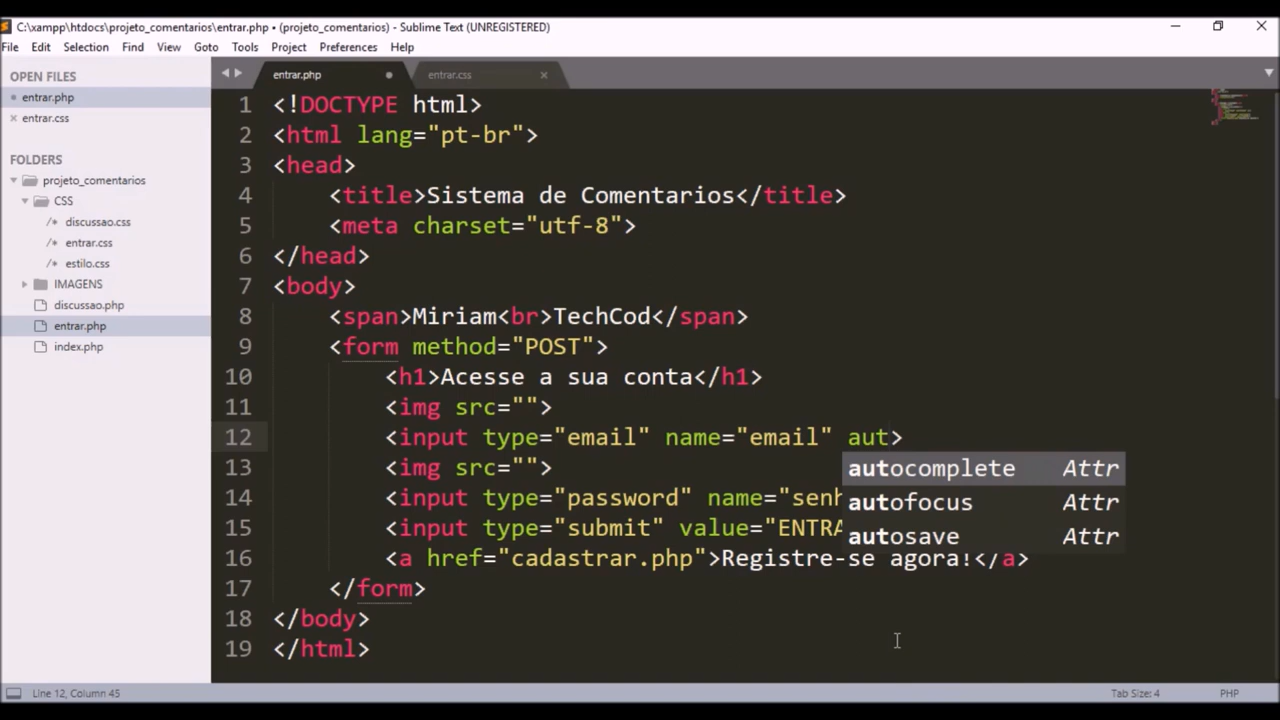 C:\xampp\htdocs\projeto_comentarios\entrar.php • (projeto_comentarios) - Sublime Text (UNREGISTERED)
File Edit Selection Find View Goto Tools Project Preferences Help
OPEN FILES
entrar.php
entrar.css
FOLDERS
projeto_comentarios
CSS
/* discussao.css
/* entrar.css
/* estilo.css
IMAGENS
discussao.php
entrar.php
index.php
entrar.php
entrar.css
1 <!DOCTYPE html>
2 <html lang="pt-br">
3 <head>
4 <title>Sistema de Comentarios</title>
5 <meta charset="utf-8">
6 </head>
7 <body>
8 <span>Miriam<br>TechCod</span>
9 <form method="POST">
10 <h1>Acesse a sua conta</h1>
11 <img src="">
12 <input type="email" name="email" aut>
13 <img src="">
14 <input type="password" name="senh
15 <input type="submit" value="ENTRA
16 <a href="cadastrar.php">Registre-se agora!</a>
17 </form>
18 </body>
19 </html>
autocomplete Attr
autofocus Attr
autosave Attr
Line 12, Column 45
Tab Size: 4
PHP